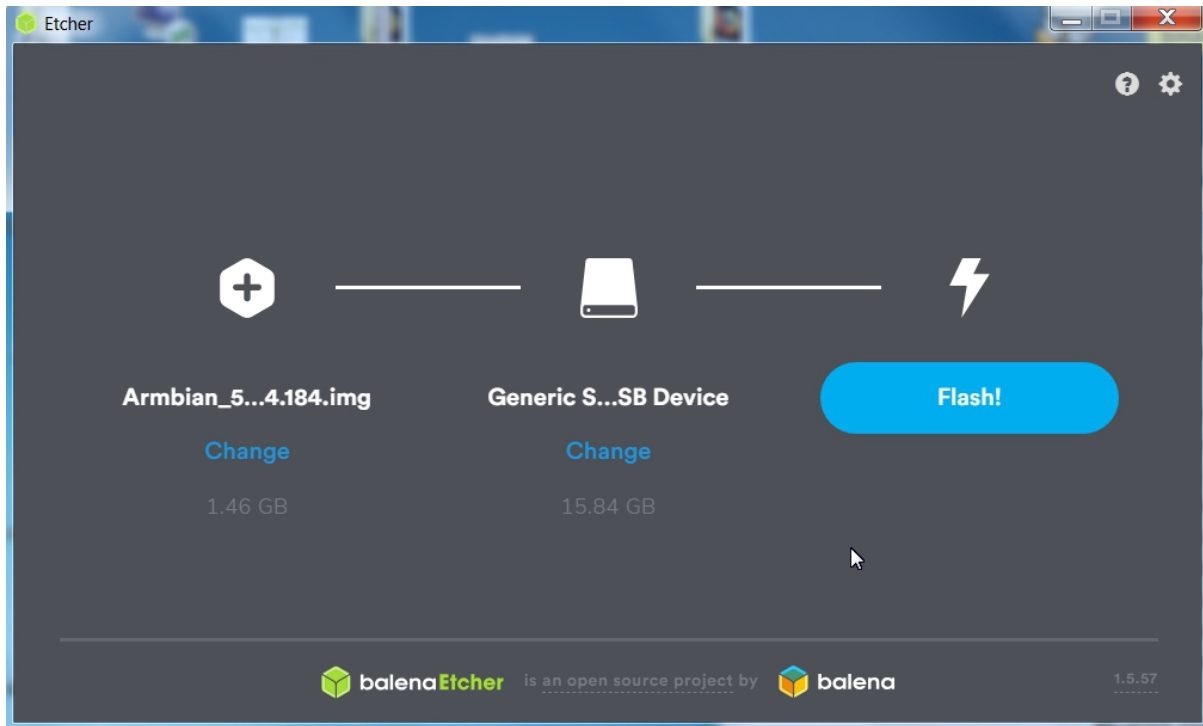 Etcher
Armbian_5...4.184.img
Generic S...SB Device
Flash!
Change
Change
1.46 GB
15.84 GB
balenaEtcher is an open source project by balena
1.5.57